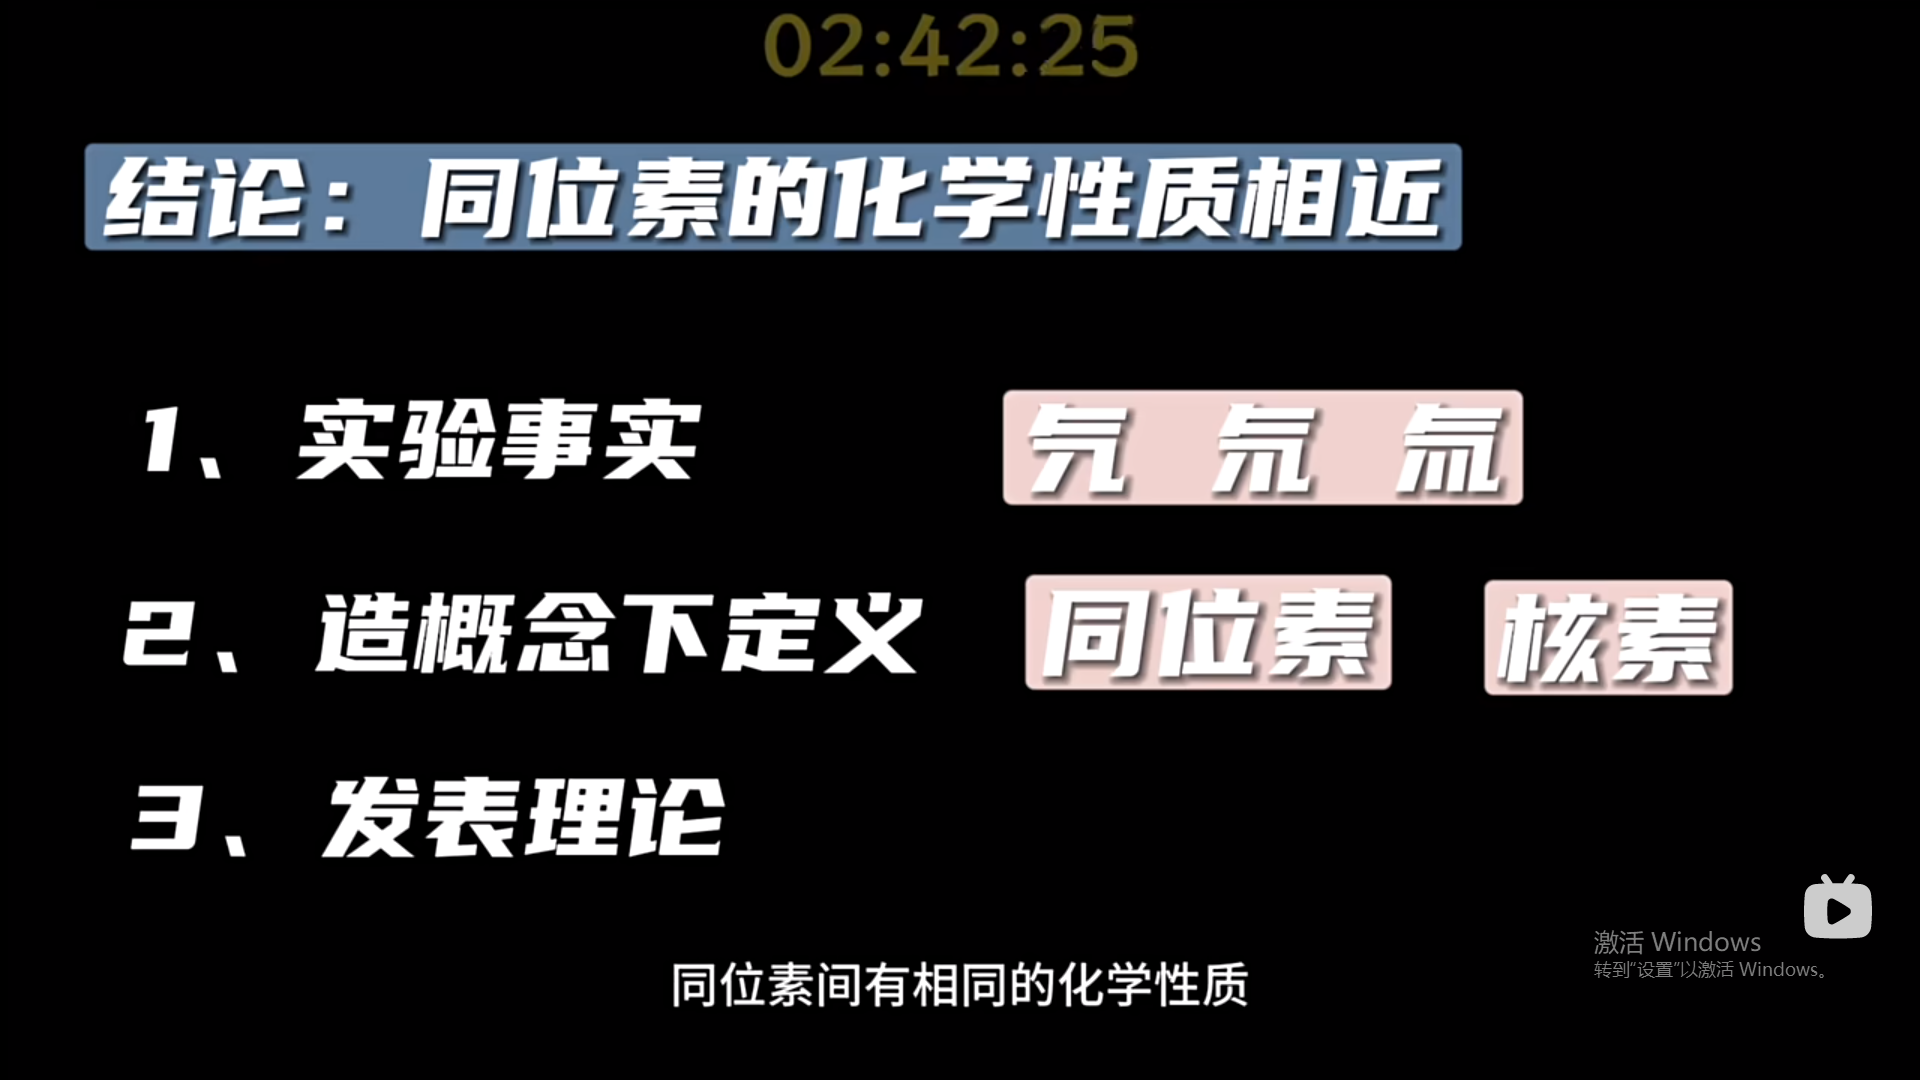 02:42:25
结论：同位素的化学性质相近
1、实验事实 氕 氘 氚
2、造概念下定义 同位素 核素
3、发表理论
激活 Windows
转到“设置”以激活 Windows。
同位素间有相同的化学性质